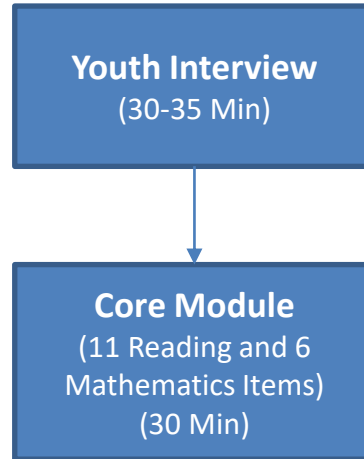 Youth Interview
(30-35 Min)
Core Module
(11 Reading and 6
Mathematics Items)
(30 Min)